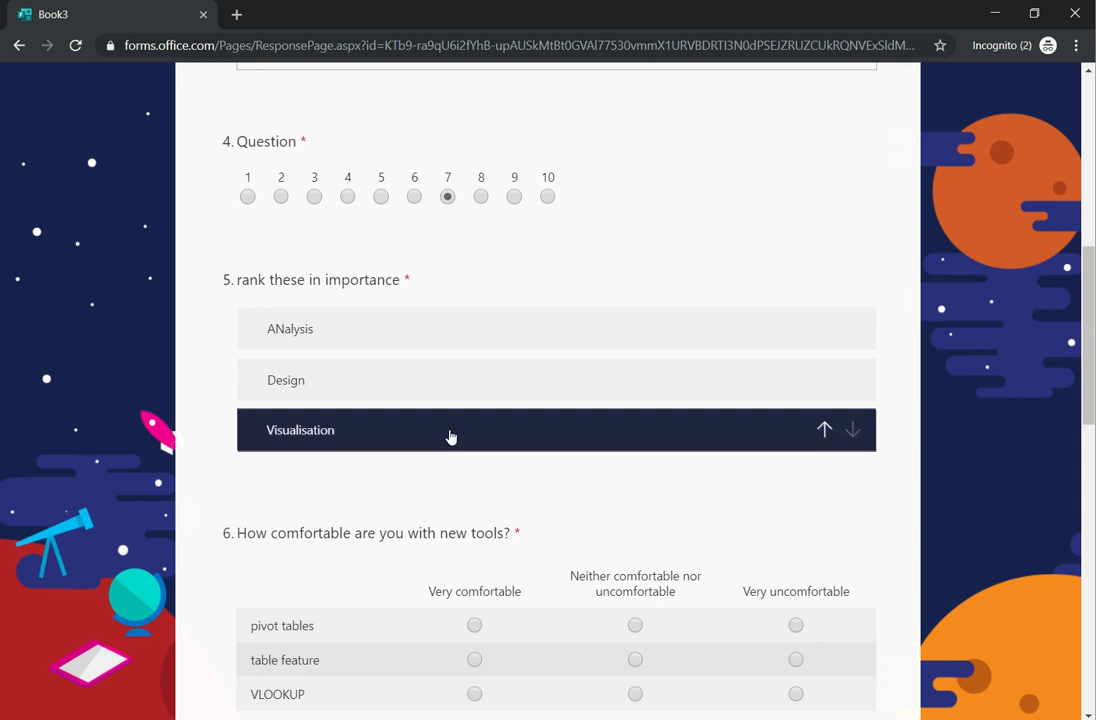 Book3
forms.office.com/Pages/ResponsePage.aspx?id=KTb9-ra9qU6i2fYhB-upAUSkMtBt0GVAl77530vmmX1URVBDRTI3N0dPSEJZRUZCUkRQNVExSldM...
Incognito (2)
4. Question *
1 2 3 4 5 6 7 8 9 10
5. rank these in importance *
ANalysis
Design
Visualisation
6. How comfortable are you with new tools? *
Very comfortable
Neither comfortable nor
uncomfortable
Very uncomfortable
pivot tables
table feature
VLOOKUP